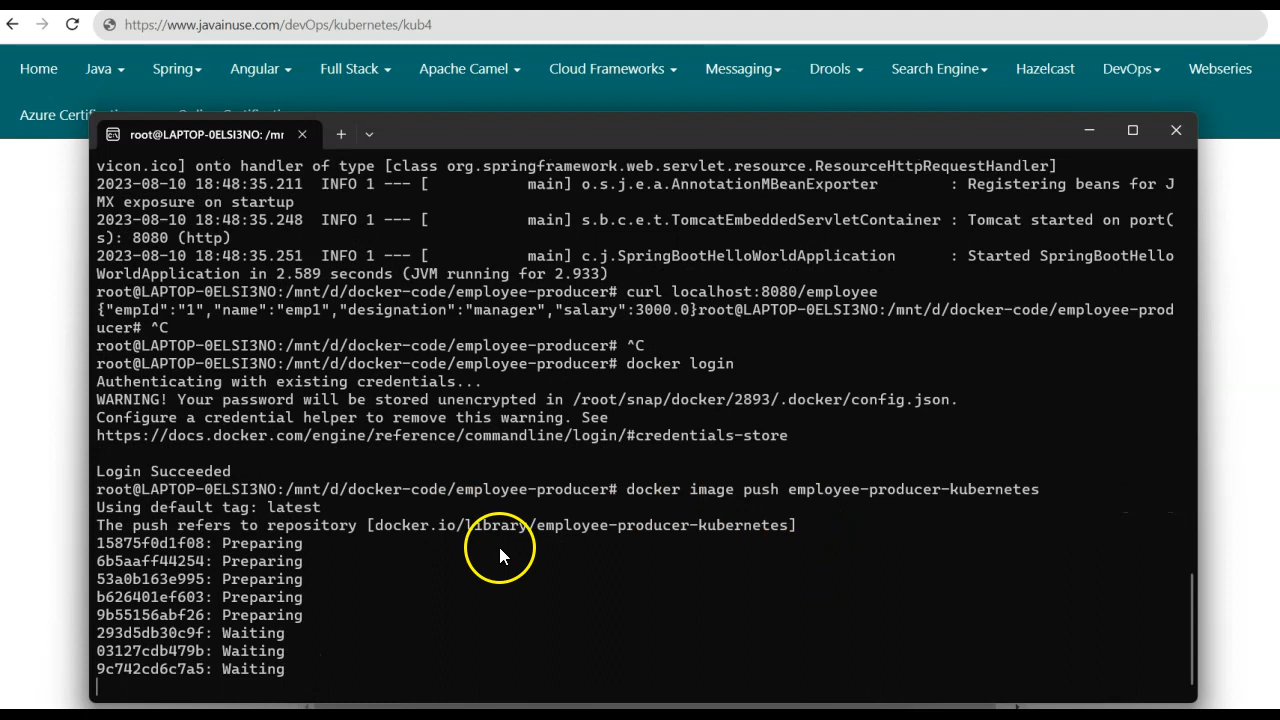 https://www.javainuse.com/devOps/kubernetes/kub4
Home Java Spring Angular Full Stack Apache Camel Cloud Frameworks Messaging Drools Search Engine Hazelcast DevOps Webseries
Azure
root@LAPTOP-0ELSI3NO: /mr
vicon.ico] onto handler of type [class org.springframework.web.servlet.resource.ResourceHttpRequestHandler]
2023-08-10 18:48:35.211  INFO 1 --- [           main] o.s.j.e.a.AnnotationMBeanExporter        : Registering beans for J
MX exposure on startup
2023-08-10 18:48:35.248  INFO 1 --- [           main] s.b.c.e.t.TomcatEmbeddedServletContainer : Tomcat started on port(
s): 8080 (http)
2023-08-10 18:48:35.251  INFO 1 --- [           main] c.j.SpringBootHelloWorldApplication      : Started SpringBootHello
WorldApplication in 2.589 seconds (JVM running for 2.933)
root@LAPTOP-0ELSI3NO:/mnt/d/docker-code/employee-producer# curl localhost:8080/employee
{"empId":"1","name":"emp1","designation":"manager","salary":3000.0}root@LAPTOP-0ELSI3NO:/mnt/d/docker-code/employee-prod
ucer# ^C
root@LAPTOP-0ELSI3NO:/mnt/d/docker-code/employee-producer# ^C
root@LAPTOP-0ELSI3NO:/mnt/d/docker-code/employee-producer# docker login
Authenticating with existing credentials...
WARNING! Your password will be stored unencrypted in /root/snap/docker/2893/.docker/config.json.
Configure a credential helper to remove this warning. See
https://docs.docker.com/engine/reference/commandline/login/#credentials-store
Login Succeeded
root@LAPTOP-0ELSI3NO:/mnt/d/docker-code/employee-producer# docker image push employee-producer-kubernetes
Using default tag: latest
The push refers to repository [docker.io/library/employee-producer-kubernetes]
15875f0d1f08: Preparing
6b5aaff44254: Preparing
53a0b163e995: Preparing
b626401ef603: Preparing
9b55156abf26: Preparing
293d5db30c9f: Waiting
03127cdb479b: Waiting
9c742cd6c7a5: Waiting